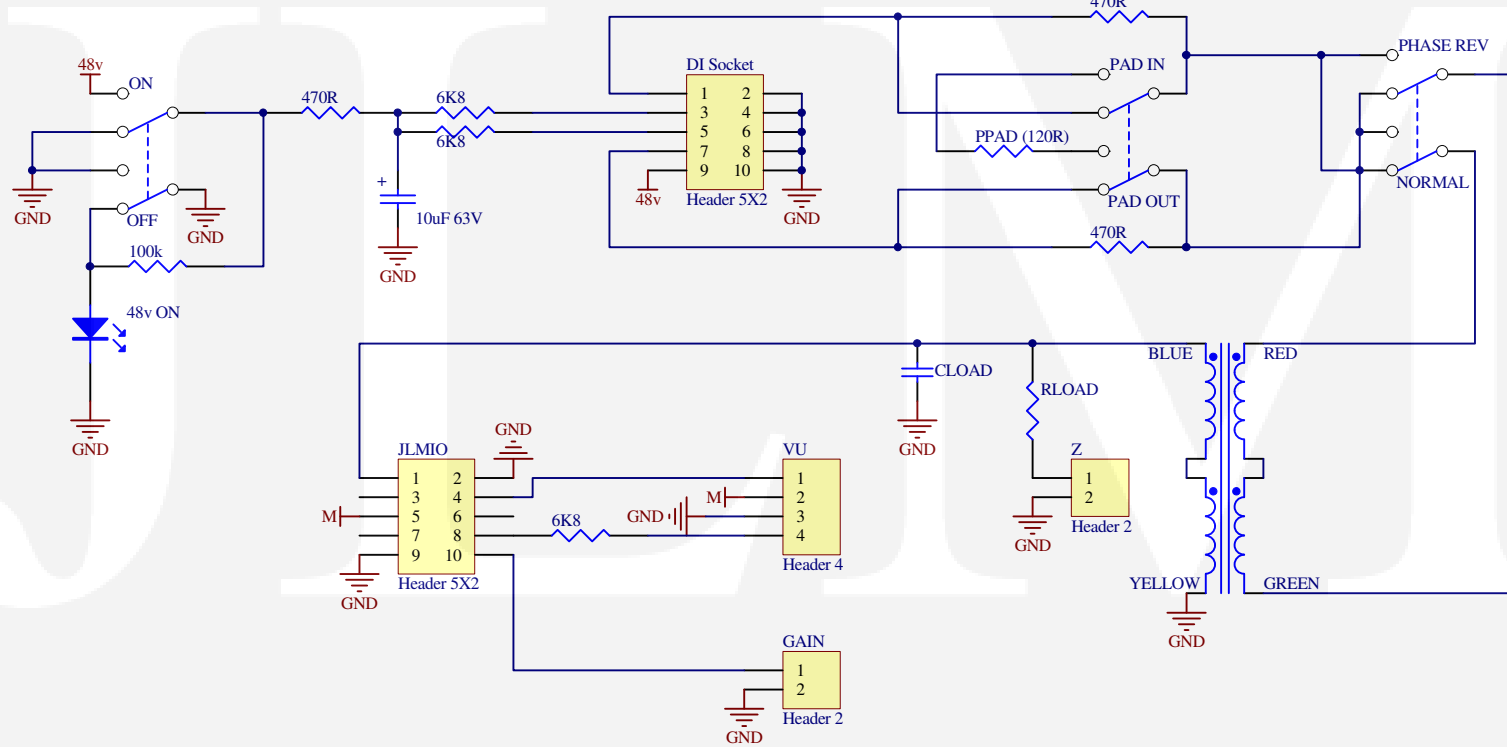 470R
48v
ON
DI Socket
PAD IN
PHASE REV
470R
6K8
1 2
3 4
5 6
7 8
9 10
6K8
PPAD (120R)
+
10uF 63V
48v
Header 5X2
GND
PAD OUT
NORMAL
GND
OFF
GND
GND
100k
470R
48v ON
GND
BLUE
RED
CLOAD
RLOAD
GND
GND
JLMIO
VU
Z
1 2
3 4
5 6
7 8
9 10
M
6K8
M
GND
1
2
3
4
1
2
Header 2
GND
Header 5X2
GND
Header 4
YELLOW
GREEN
GND
GAIN
1
2
Header 2
GND
JLM